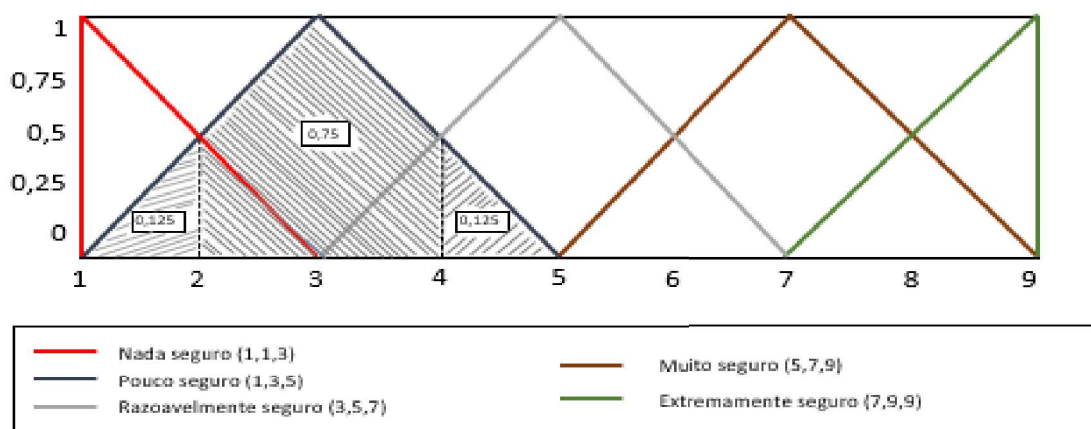 1
0,75
0,5
0,25
0
0,75
0,125
0,125
1 2 3 4 5 6 7 8 9
Nada seguro (1,1,3)
Pouco seguro (1,3,5)
Razoavelmente seguro (3,5,7)
Muito seguro (5,7,9)
Extremamente seguro (7,9,9)